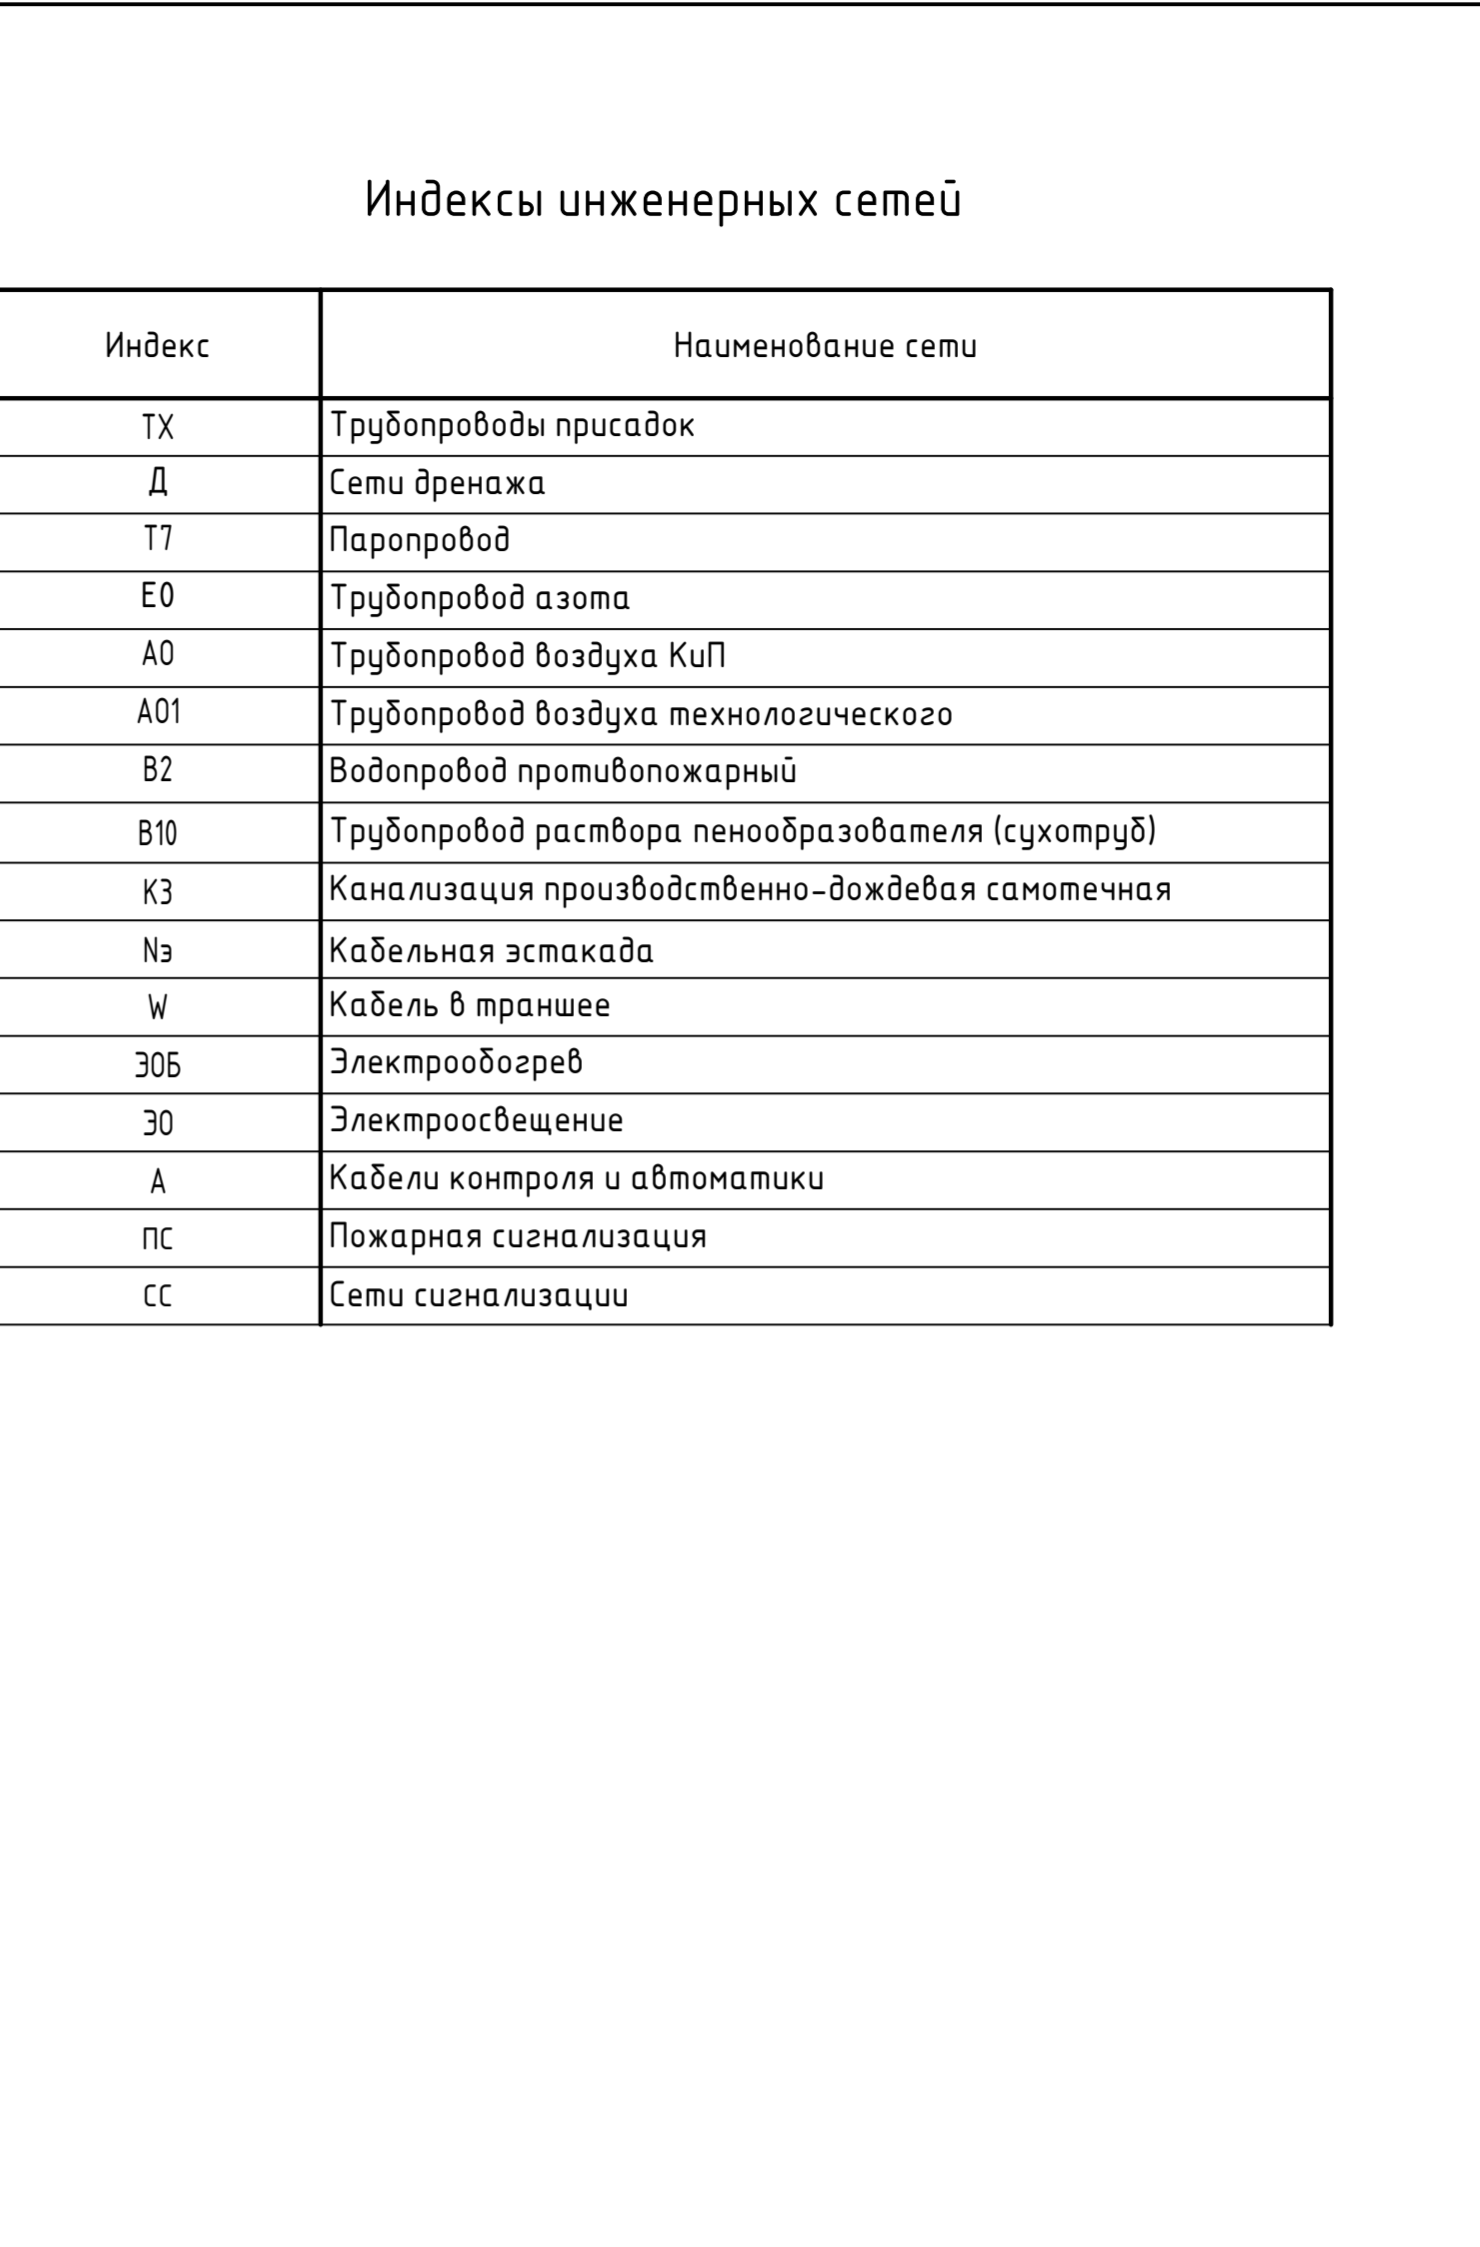 Индексы инженерных сетей
Индекс Наименование сети
ТХ Трубопроводы присадок
Д Сети дренажа
Т7 Паропровод
Е0 Трубопровод азота
А0 Трубопровод воздуха КиП
А01 Трубопровод воздуха технологического
В2 Водопровод противопожарный
В10 Трубопровод раствора пенообразователя (сухотруб)
К3 Канализация производственно-дождевая самотечная
Nэ Кабельная эстакада
W Кабель в траншее
ЭОБ Электрообогрев
ЭО Электроосвещение
А Кабели контроля и автоматики
ПС Пожарная сигнализация
СС Сети сигнализации